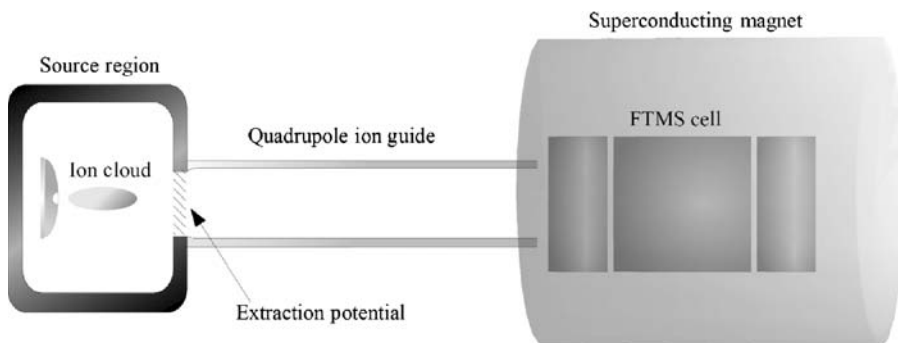 Superconducting magnet
Source region
FTMS cell
Quadrupole ion guide
Ion cloud
Extraction potential